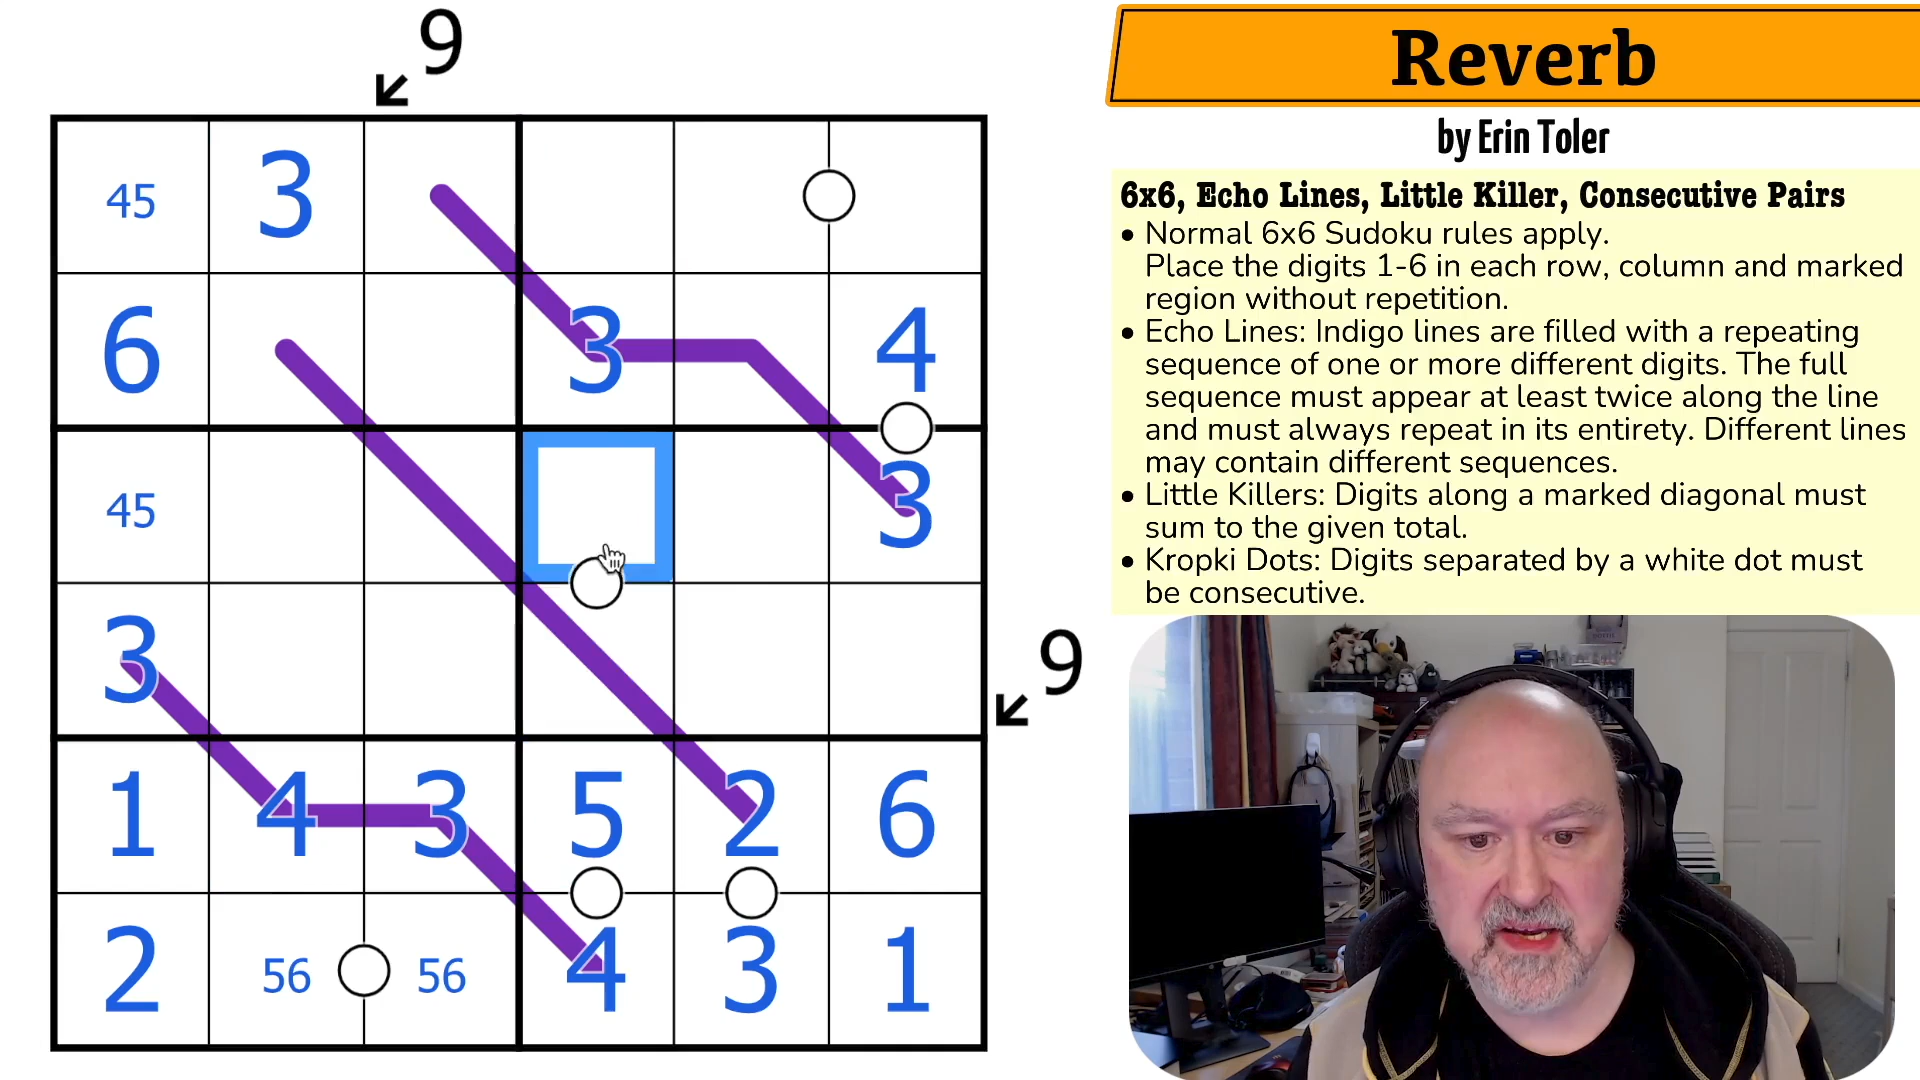 9
Reverb
by Erin Toler
6x6, Echo Lines, Little Killer, Consecutive Pairs
• Normal 6x6 Sudoku rules apply.
Place the digits 1-6 in each row, column and marked
region without repetition.
• Echo Lines: Indigo lines are filled with a repeating
sequence of one or more different digits. The full
sequence must appear at least twice along the line
and must always repeat in its entirety. Different lines
may contain different sequences.
• Little Killers: Digits along a marked diagonal must
sum to the given total.
• Kropki Dots: Digits separated by a white dot must
be consecutive.
45 3
6 3 4
45 3
3
9
1 4 3 5 2 6
2 56 56 4 3 1